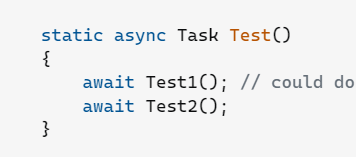 static async Task Test()
{
    await Test1(); // could do
    await Test2();
}